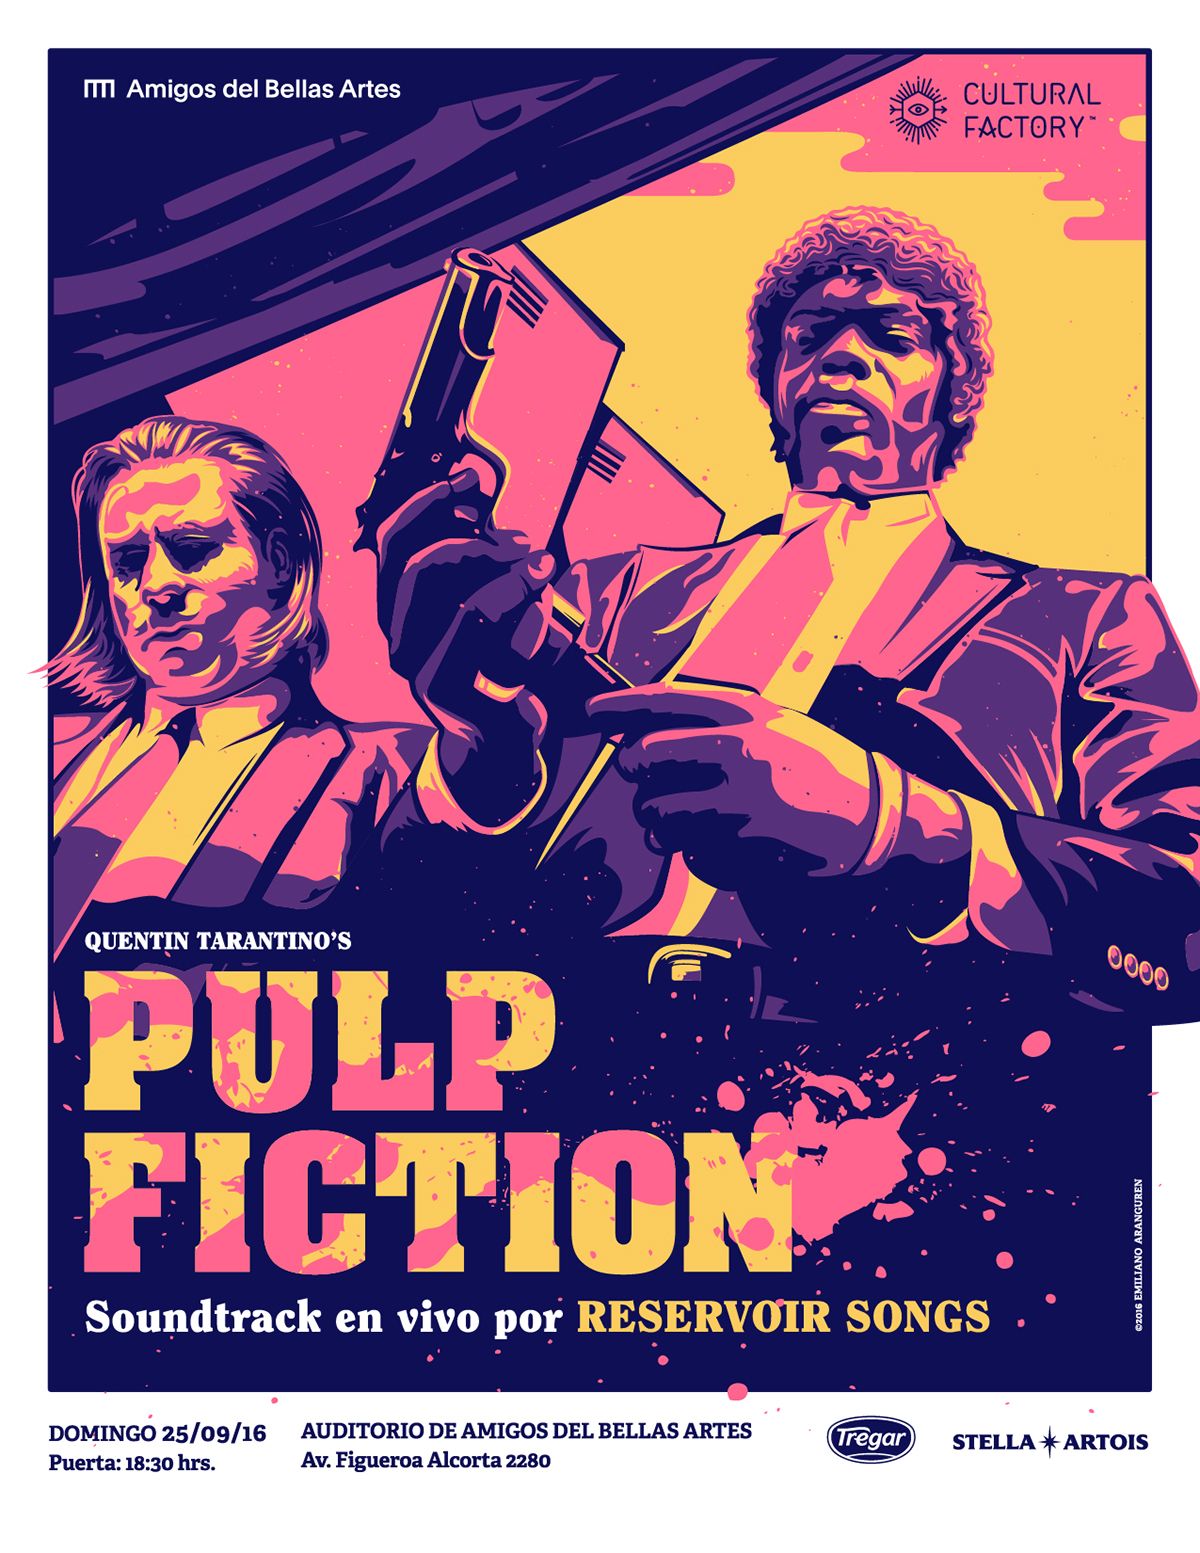 Amigos del Bellas Artes
CULTURAL
FACTORY™
QUENTIN TARANTINO'S
PULP
FICTION
Soundtrack en vivo por RESERVOIR SONGS
©2016 EMILIANO ARANGUREN
DOMINGO 25/09/16
Puerta: 18:30 hrs.
AUDITORIO DE AMIGOS DEL BELLAS ARTES
Av. Figueroa Alcorta 2280
Tregar
STELLA ARTOIS